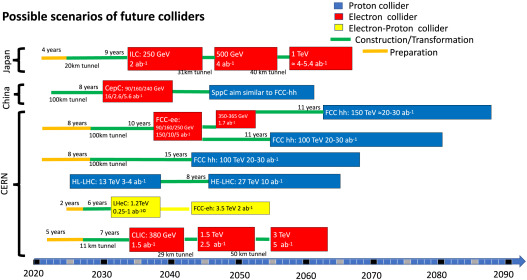 Possible scenarios of future colliders
Proton collider
Electron collider
Electron-Proton collider
Construction/Transformation
Preparation
Japan
4 years
20km tunnel
9 years
ILC: 250 GeV
2 ab⁻¹
31km tunnel
500 GeV
4 ab⁻¹
40 km tunnel
1 TeV
≈ 4-5.4 ab⁻¹
China
8 years
100km tunnel
CepC: 90/160/240 GeV
16/2.6/5.6 ab⁻¹
SppC aim similar to FCC-hh
CERN
8 years
100km tunnel
10 years
FCC-ee:
90/160/250 GeV
150/10/5 ab⁻¹
350-365 GeV
1.7 ab⁻¹
11 years
FCC hh: 150 TeV ≈20-30 ab⁻¹
11 years
FCC hh: 100 TeV 20-30 ab⁻¹
8 years
100km tunnel
15 years
FCC hh: 100 TeV 20-30 ab⁻¹
HL-LHC: 13 TeV 3-4 ab⁻¹
8 years
HE-LHC: 27 TeV 10 ab⁻¹
2 years
6 years
LHeC: 1.2TeV
0.25-1 ab⁻¹
FCC-eh: 3.5 TeV 2 ab⁻¹
5 years
7 years
11 km tunnel
CLIC: 380 GeV
1.5 ab⁻¹
29 km tunnel
1.5 TeV
2.5 ab⁻¹
50 km tunnel
3 TeV
5 ab⁻¹
2020
2030
2040
2050
2060
2070
2080
2090